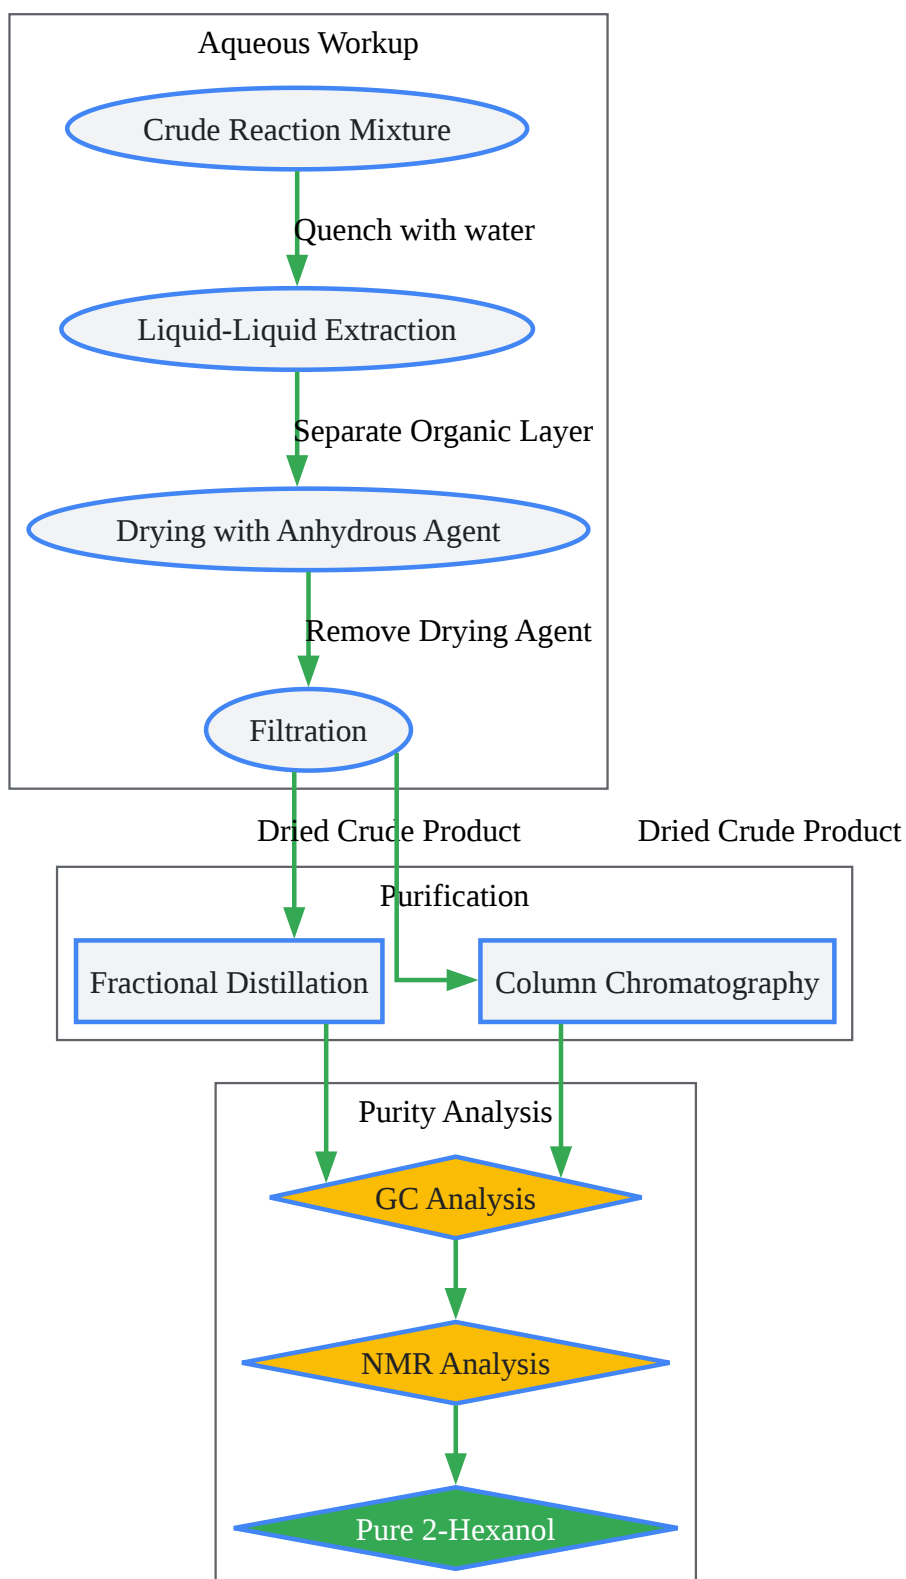 Aqueous Workup
Crude Reaction Mixture
Quench with water
Liquid-Liquid Extraction
Separate Organic Layer
Drying with Anhydrous Agent
Remove Drying Agent
Filtration
Dried Crude Product
Dried Crude Product
Purification
Fractional Distillation
Column Chromatography
Purity Analysis
GC Analysis
NMR Analysis
Pure 2-Hexanol